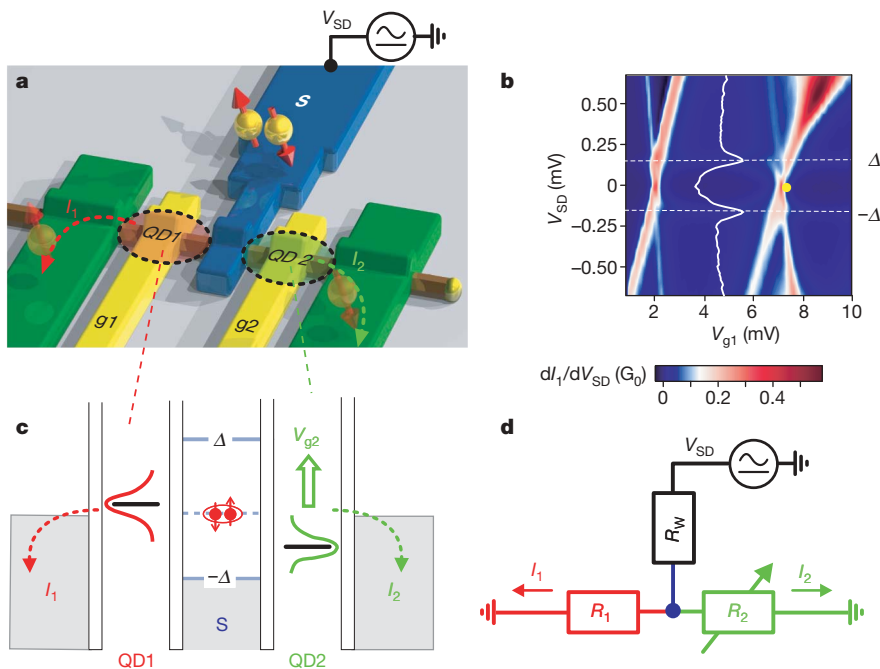 V_SD
a
S
I_1
QD1
QD 2
I_2
g1
g2
b
V_SD (mV)
0.50
0.25
0
−0.25
−0.50
Δ
−Δ
2 4 6 8 10
V_g1 (mV)
dI_1/dV_SD (G_0)
0 0.2 0.4
c
Δ
V_g2
−Δ
I_1
S
I_2
QD1
QD2
d
V_SD
R_W
I_1
I_2
R_1
R_2